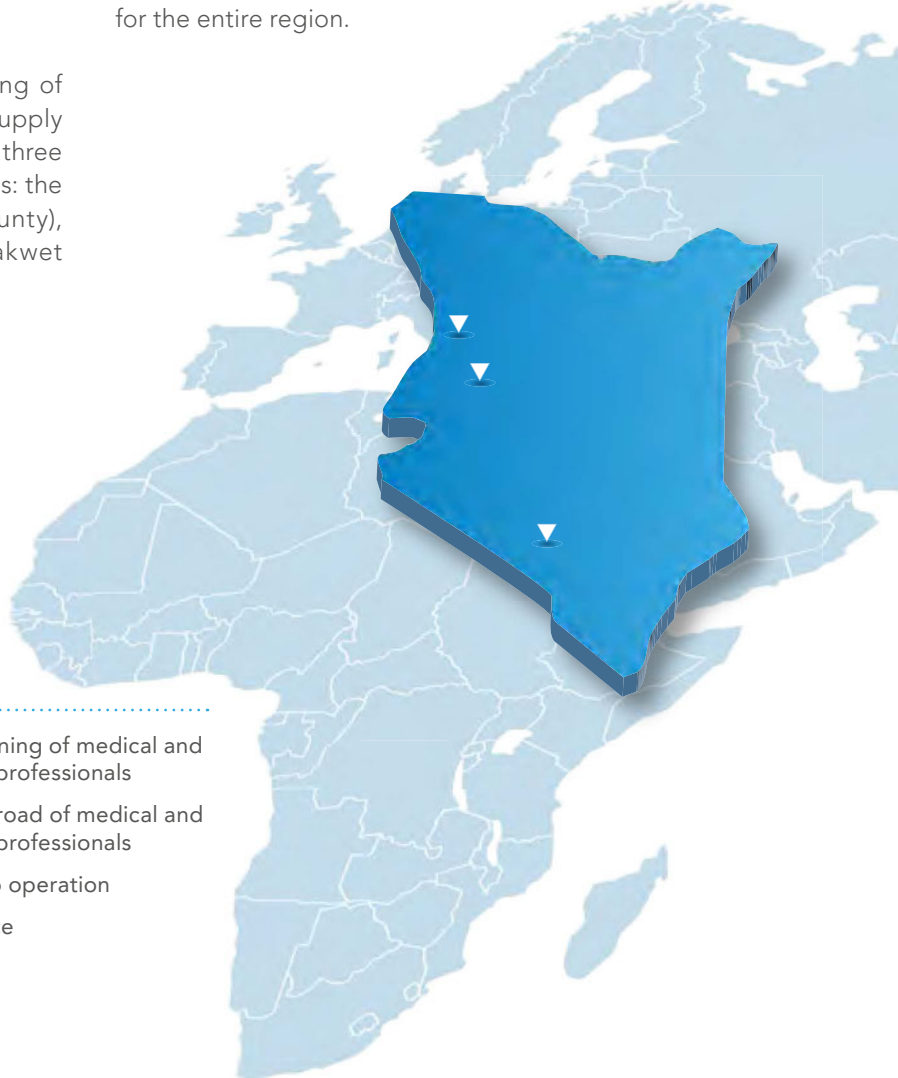 for the entire region.
ng of
upply
three
s: the
unty),
akwet
ning of medical and
professionals
road of medical and
professionals
operation
e